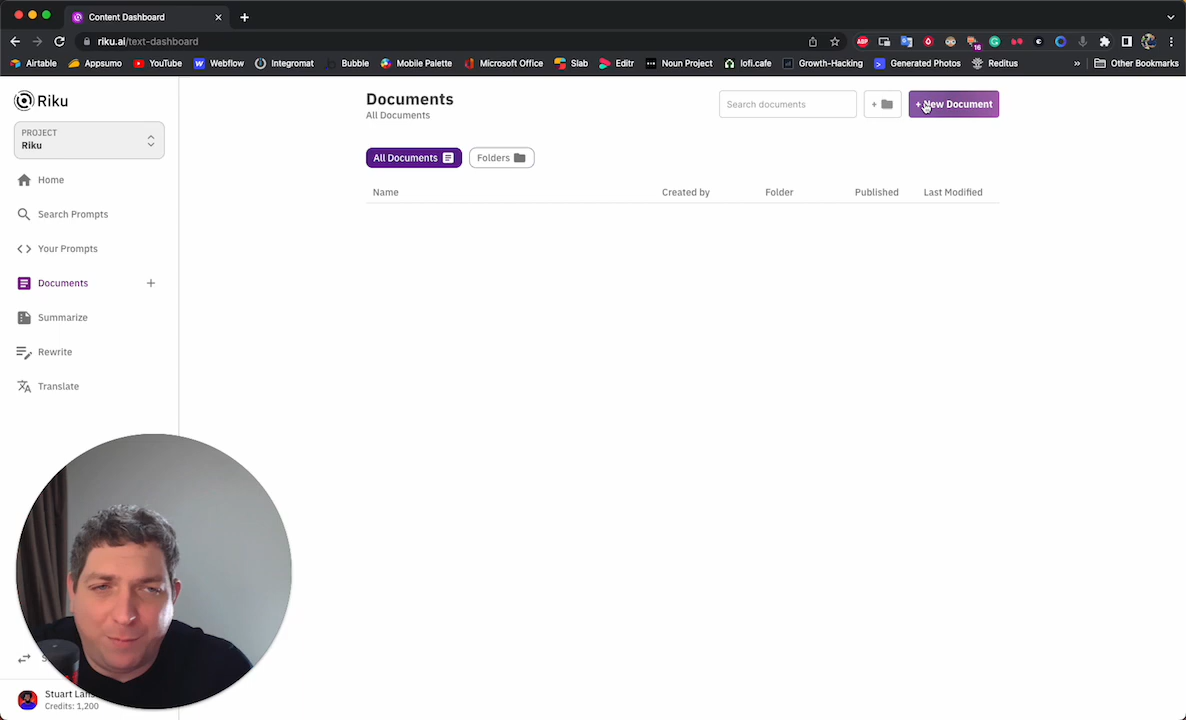 Content Dashboard
riku.ai/text-dashboard
ABP
16
Airtable
Appsumo
YouTube
Webflow
Integromat
Bubble
Mobile Palette
Microsoft Office
Slab
Editr
Noun Project
lofi.cafe
Growth-Hacking
Generated Photos
Reditus
»
Other Bookmarks
Riku
PROJECT
Riku
Home
Search Prompts
Your Prompts
Documents +
Summarize
Rewrite
Translate
Documents
All Documents
Search documents
+
+ New Document
All Documents
Folders
Name
Created by
Folder
Published
Last Modified
Stuart
Credits: 1,200